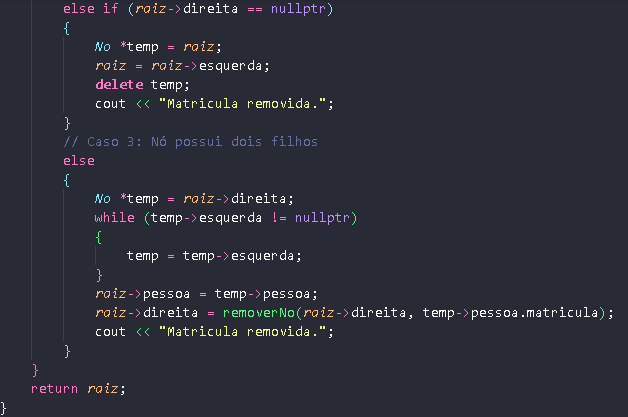 else if (raiz->direita == nullptr)
{
No *temp = raiz;
raiz = raiz->esquerda;
delete temp;
cout << "Matricula removida.";
}
// Caso 3: Nó possui dois filhos
else
{
No *temp = raiz->direita;
while (temp->esquerda != nullptr)
{
temp = temp->esquerda;
}
raiz->pessoa = temp->pessoa;
raiz->direita = removerNo(raiz->direita, temp->pessoa.matricula);
cout << "Matricula removida.";
}
}
return raiz;
}